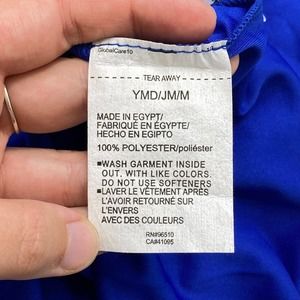 GlobalCare10
TEAR AWAY
YMD/JM/M
MADE IN EGYPT/
FABRIQUÉ EN ÉGYPTE/
HECHO EN EGIPTO
100% POLYESTER/poliéster
■WASH GARMENT INSIDE
OUT, WITH LIKE COLORS.
DO NOT USE SOFTENERS
■LAVER LE VÊTEMENT APRÈS
L'AVOIR RETOURNÉ SUR
L'ENVERS
AVEC DES COULEURS
RN#96510
CA#41095